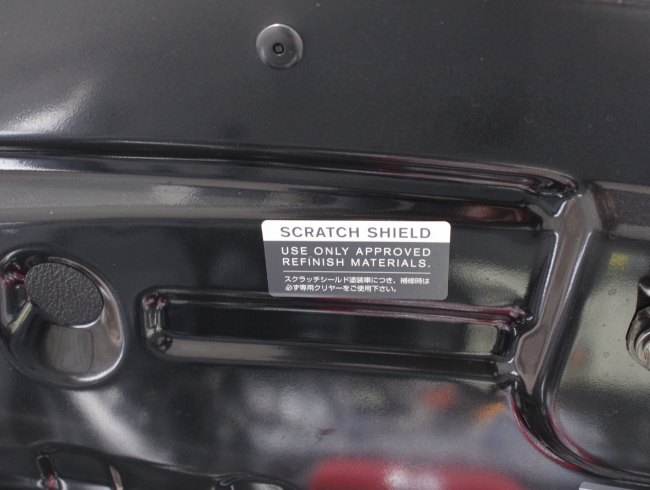 SCRATCH SHIELD
USE ONLY APPROVED
REFINISH MATERIALS.
スクラッチシールド塗装車につき、補修時は
必ず専用クリヤーをご使用下さい。